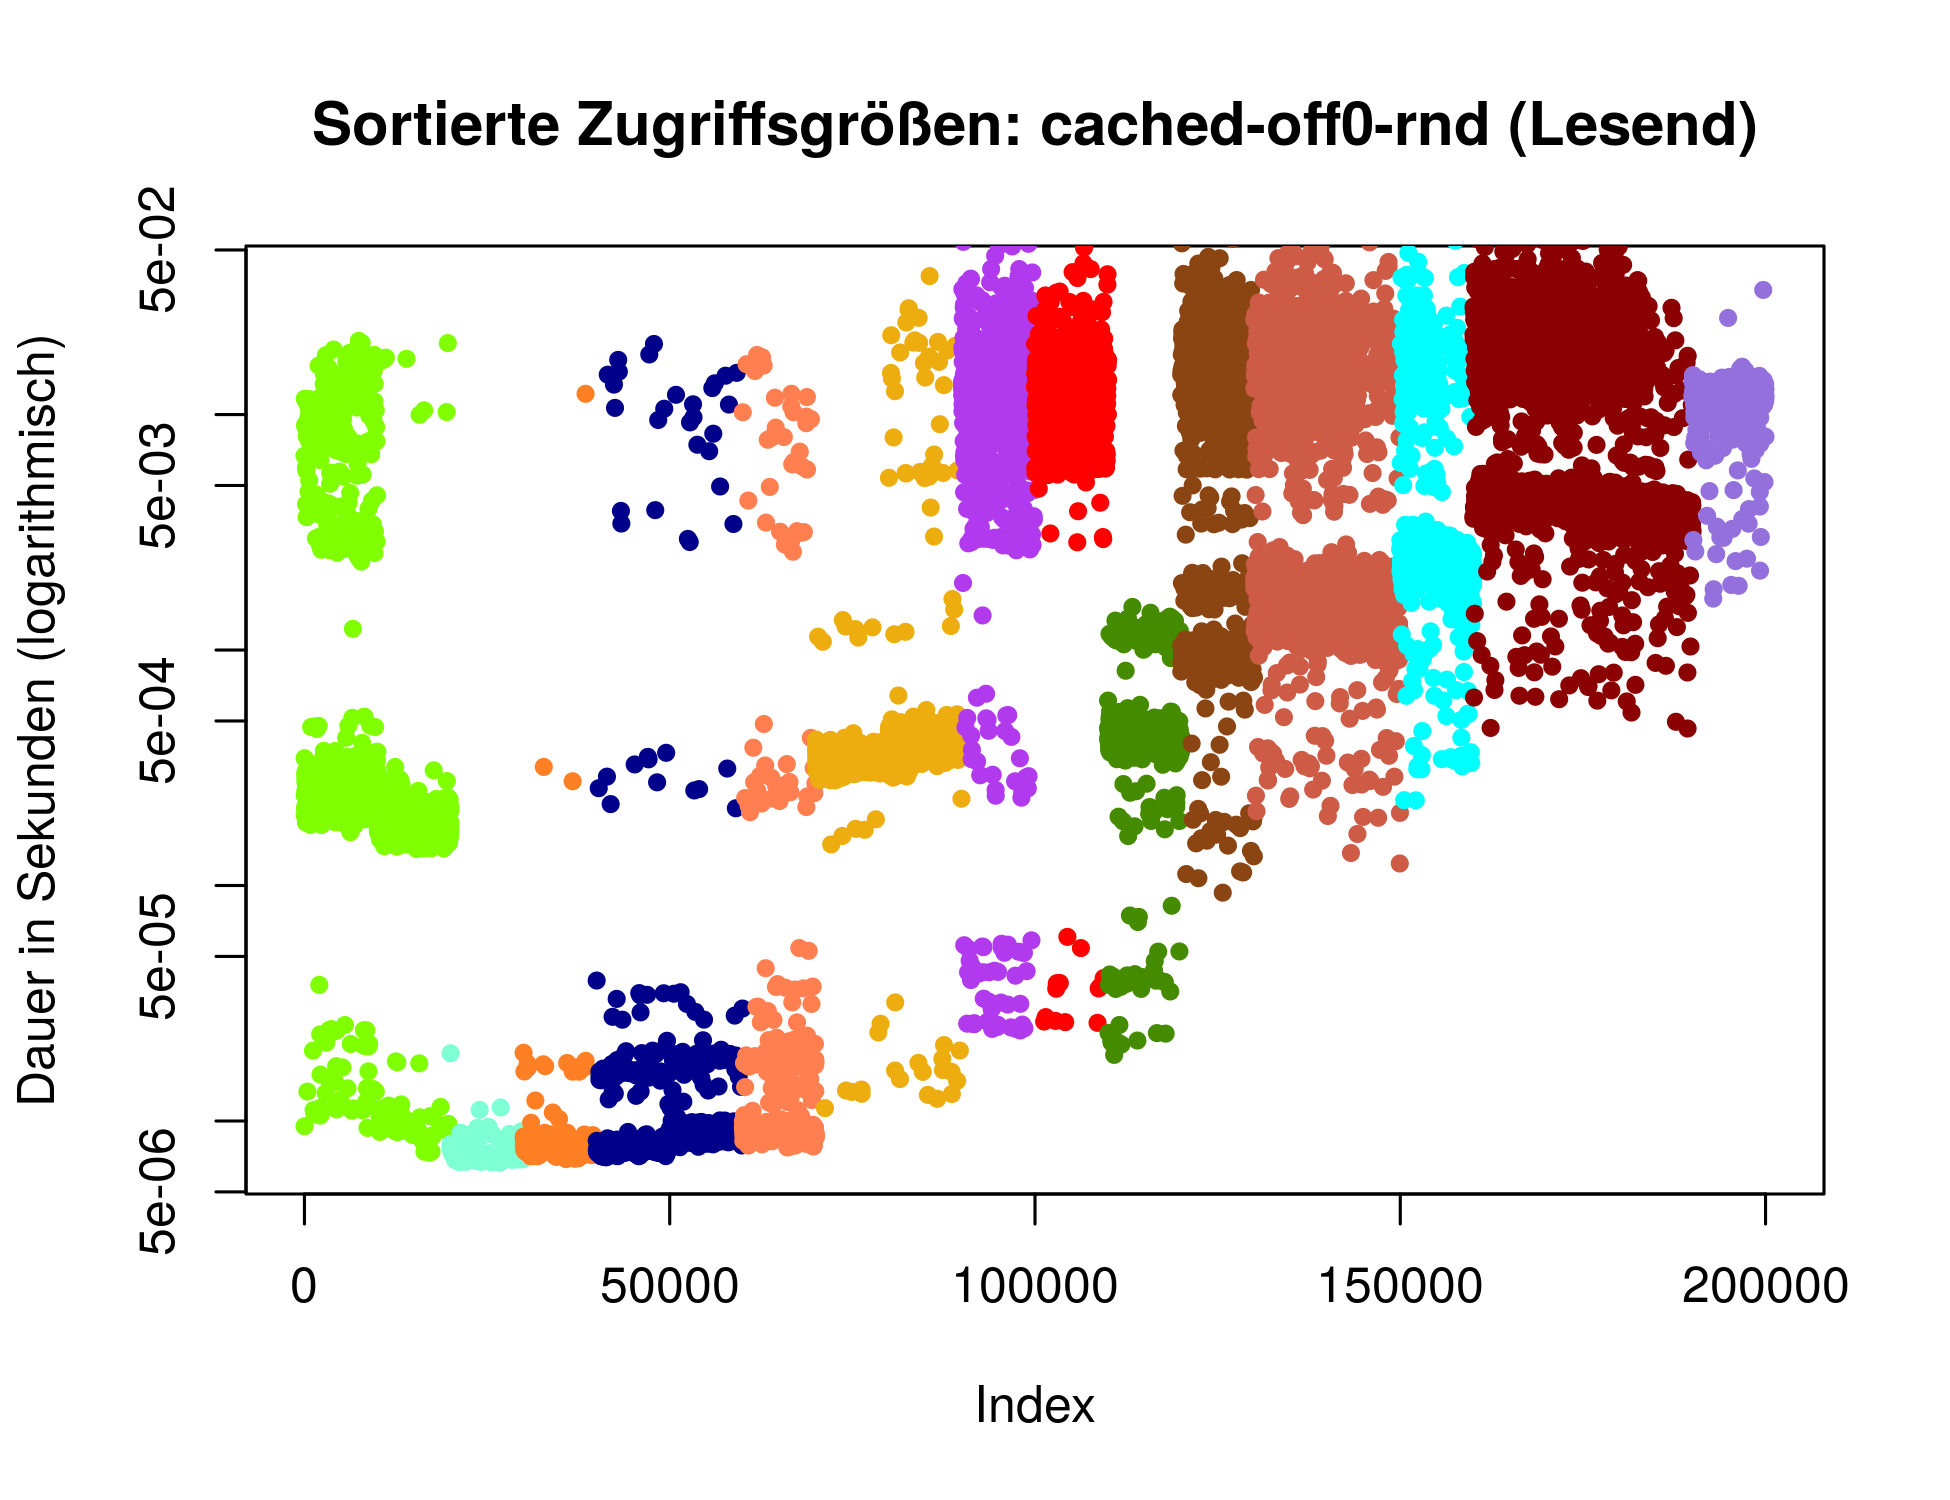 Sortierte Zugriffsgrößen: cached-off0-rnd (Lesend)
Dauer in Sekunden (logarithmisch)
5e-02
5e-03
5e-04
5e-05
5e-06
0 50000 100000 150000 200000
Index